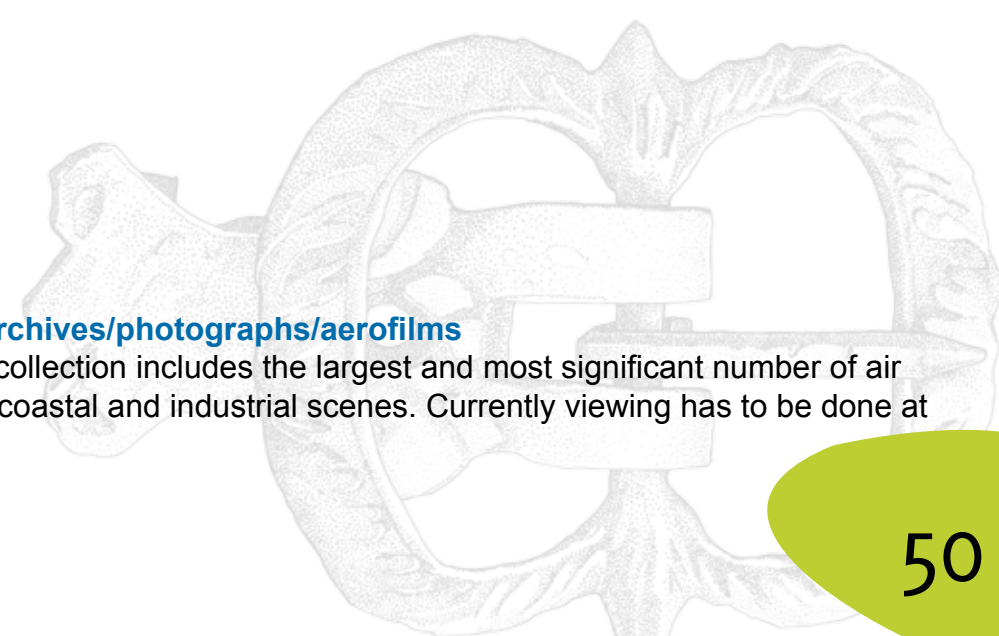 rchives/photographs/aerofilms
collection includes the largest and most significant number of air
coastal and industrial scenes. Currently viewing has to be done at
50